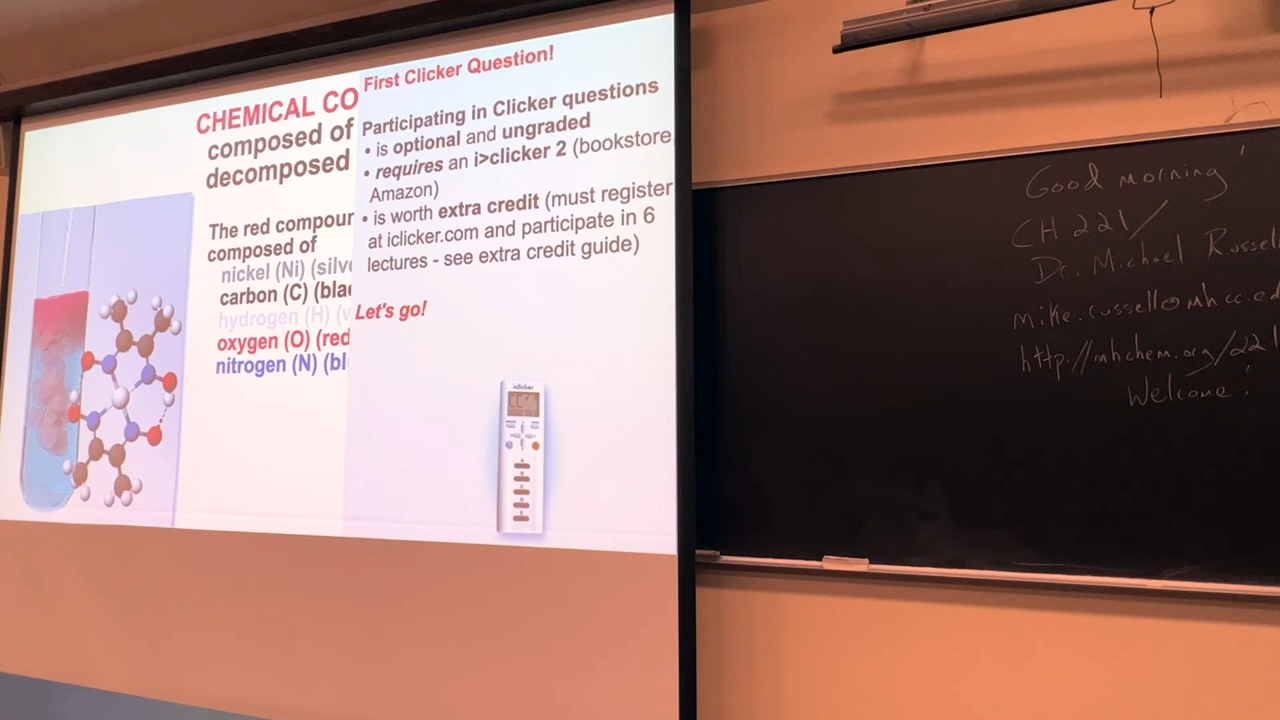 CHEMICAL CO
composed of
decomposed
The red compour
composed of
nickel (Ni) (silve
carbon (C) (blac
hydrogen (H) (w
oxygen (O) (red
nitrogen (N) (bl
First Clicker Question!
Participating in Clicker questions
• is optional and ungraded
• requires an i>clicker 2 (bookstore,
Amazon)
• is worth extra credit (must register
at iclicker.com and participate in 6
lectures - see extra credit guide)
Let's go!
iclicker
Good morning!
CH 221!
Dr. Michael Russell
mike.russell@mhcc.ed
http://mhchem.org/221
Welcome!